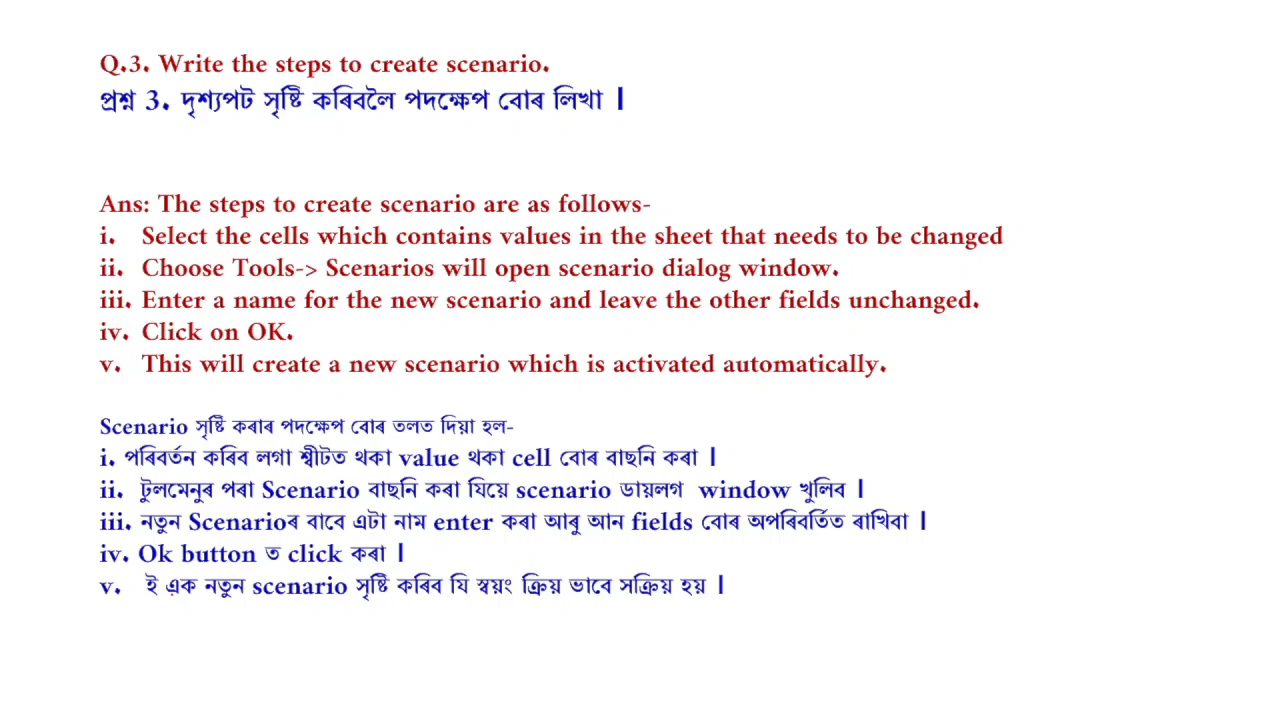 Q.3. Write the steps to create scenario.
প্ৰশ্ন 3. দৃশ্যপট সৃষ্টি কৰিবলৈ পদক্ষেপ বোৰ লিখা |
Ans: The steps to create scenario are as follows-
i. Select the cells which contains values in the sheet that needs to be changed
ii. Choose Tools-> Scenarios will open scenario dialog window.
iii. Enter a name for the new scenario and leave the other fields unchanged.
iv. Click on OK.
v. This will create a new scenario which is activated automatically.
Scenario সৃষ্টি কৰাৰ পদক্ষেপ বোৰ তলত দিয়া হল-
i. পৰিবৰ্তন কৰিব লগা শ্বীটত থকা value থকা cell বোৰ বাছনি কৰা |
ii. টুলমেনুৰ পৰা Scenario বাছনি কৰা যিয়ে scenario ডায়লগ window খুলিব |
iii. নতুন Scenarioৰ বাবে এটা নাম enter কৰা আৰু আন fields বোৰ অপৰিবৰ্তিত ৰাখিবা |
iv. Ok button ত click কৰা |
v. ই এক নতুন scenario সৃষ্টি কৰিব যি স্বয়ং ক্ৰিয় ভাবে সক্ৰিয় হয় |